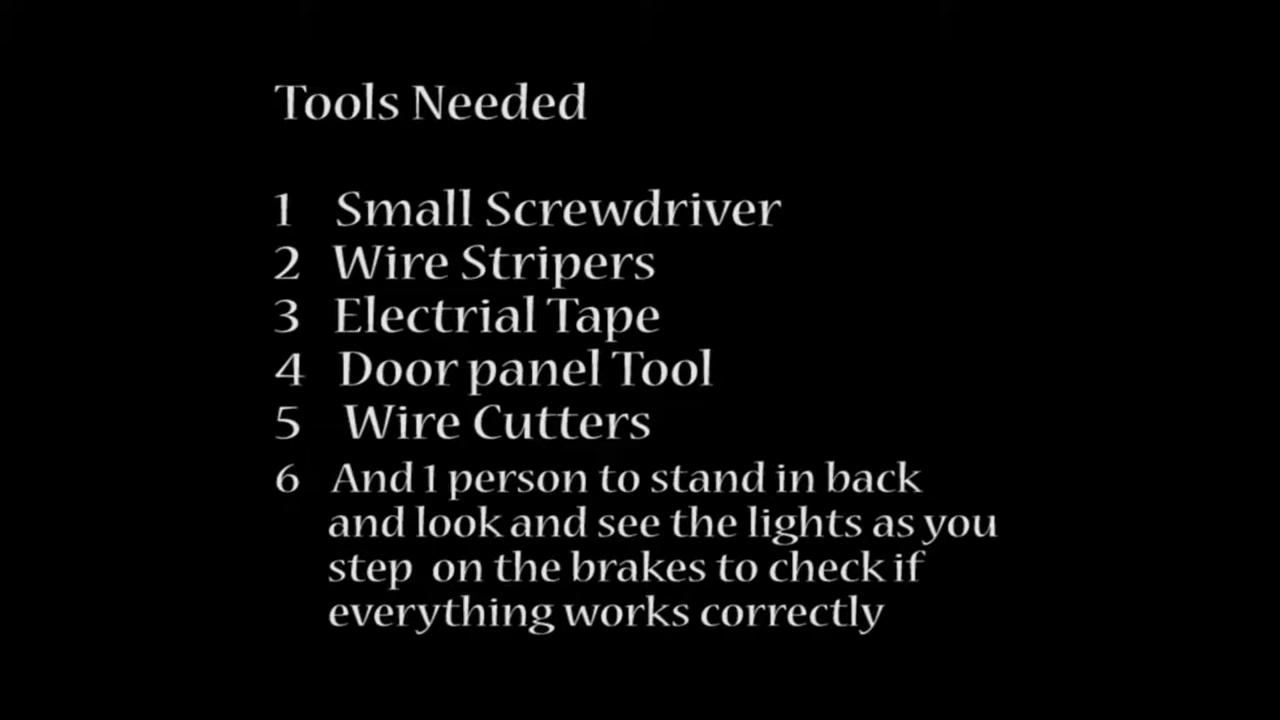 Tools Needed
1 Small Screwdriver
2 Wire Stripers
3 Electrial Tape
4 Door panel Tool
5 Wire Cutters
6 And 1 person to stand in back
and look and see the lights as you
step on the brakes to check if
everything works correctly